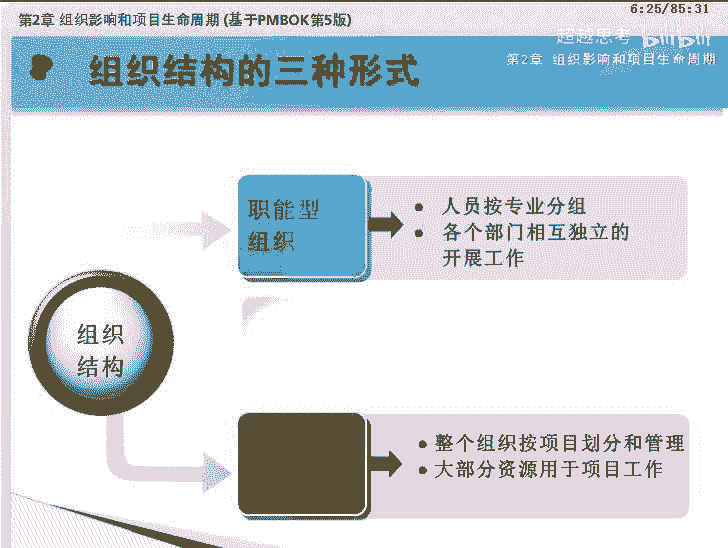 6:25/85:31
第2章 组织影响和项目生命周期 (基于PMBOK第5版)
超越思考 bilibili
组织结构的三种形式
第2章 组织影响和项目生命周期
职能型
组织
● 人员按专业分组
● 各个部门相互独立的
开展工作
组织
结构
● 整个组织按项目划分和管理
● 大部分资源用于项目工作